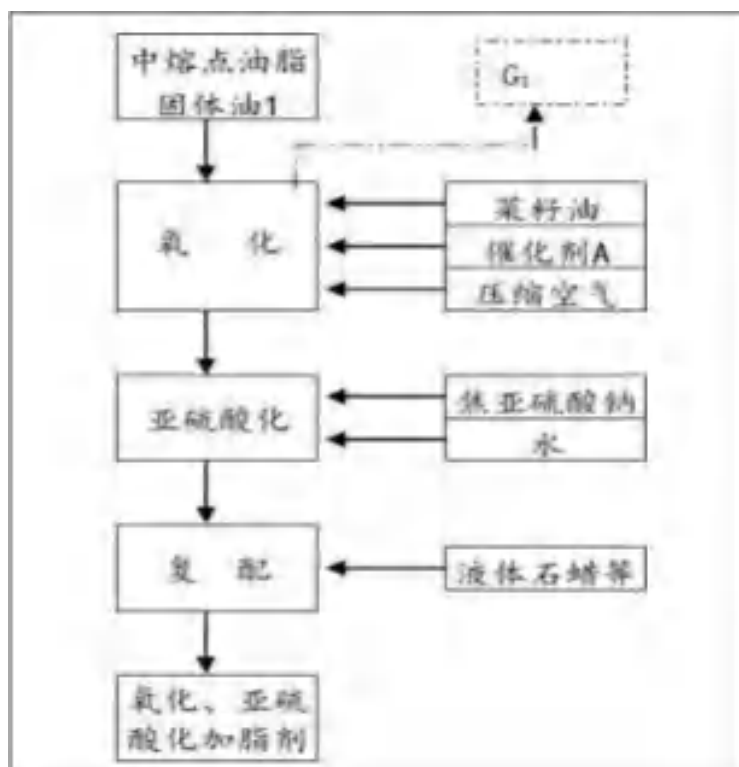 中熔点油脂
固体油1
G₁
氧 化
菜籽油
催化剂A
压缩空气
亚硫酸化
焦亚硫酸钠
水
复 配
液体石蜡等
氧化、亚硫
酸化加脂剂